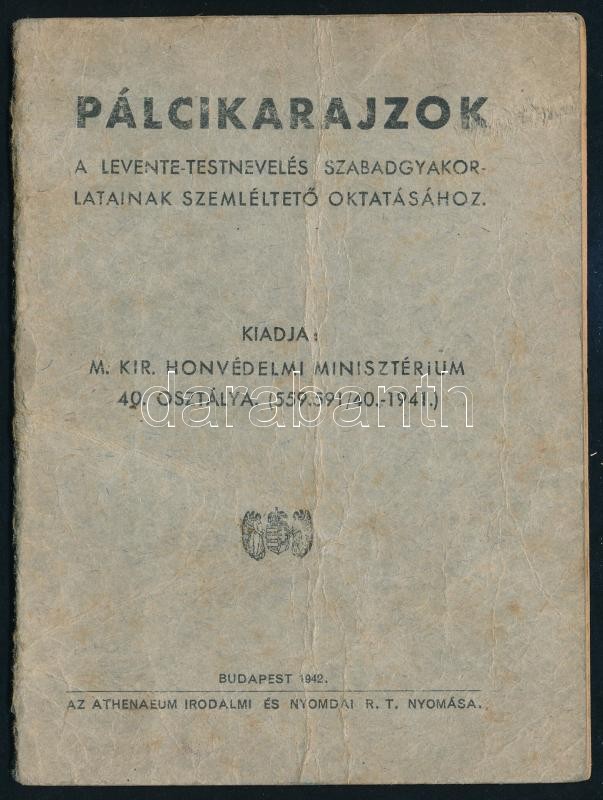 PÁLCIKARAJZOK
A LEVENTE-TESTNEVELÉS SZABADGYAKOR-
LATAINAK SZEMLÉLTETŐ OKTATÁSÁHOZ.
KIADJA:
M. KIR. HONVÉDELMI MINISZTÉRIUM
40. OSZTÁLYA. (559.591/40.-1941.)
darabanth
BUDAPEST 1942.
AZ ATHENAEUM IRODALMI ÉS NYOMDAI R. T. NYOMÁSA.